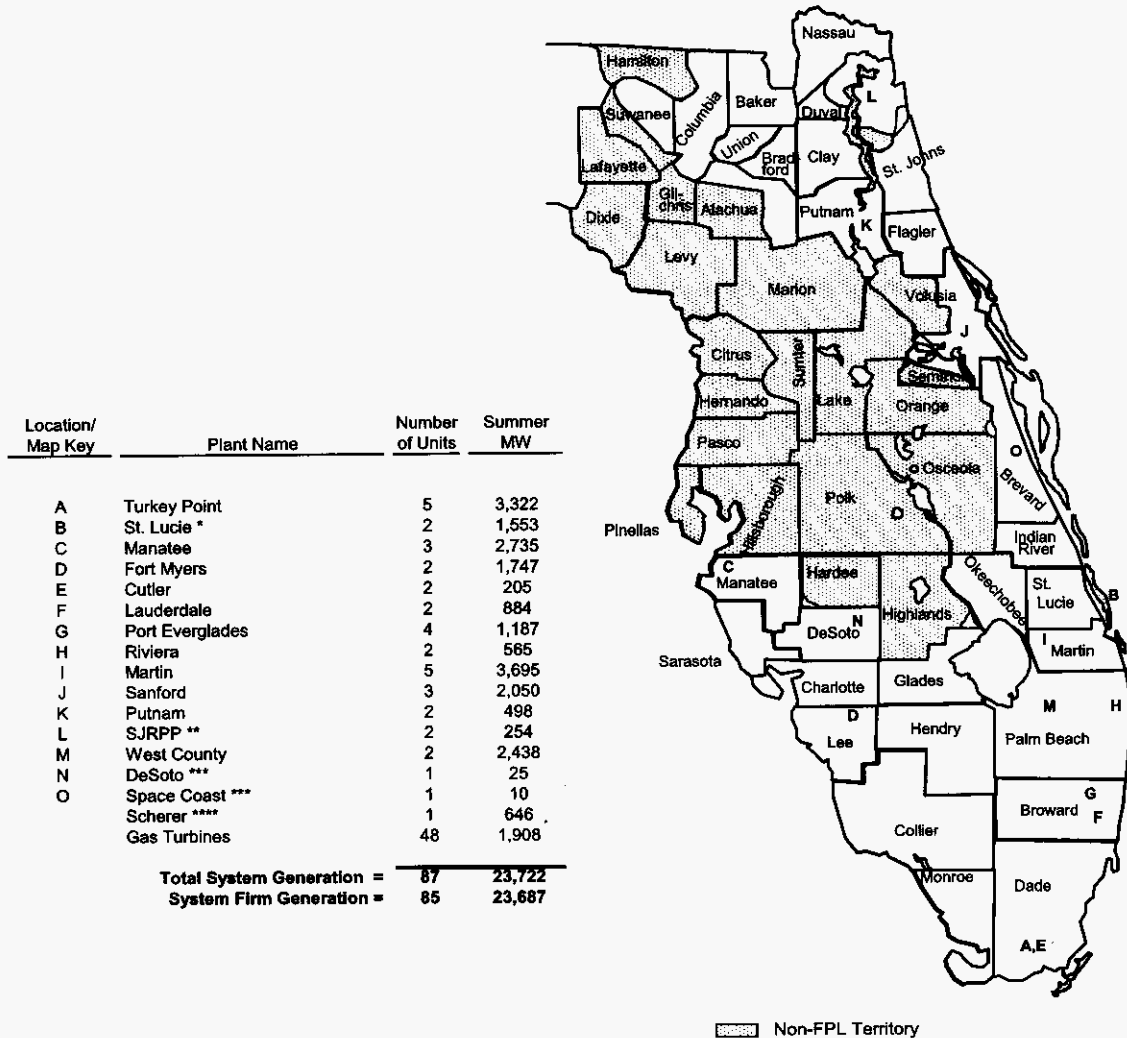 Location/ Map Key Plant Name Number of Units Summer MW
A Turkey Point 5 3,322
B St. Lucie * 2 1,553
C Manatee 3 2,735
D Fort Myers 2 1,747
E Cutler 2 205
F Lauderdale 2 884
G Port Everglades 4 1,187
H Riviera 2 565
I Martin 5 3,695
J Sanford 3 2,050
K Putnam 2 498
L SJRPP ** 2 254
M West County 2 2,438
N DeSoto *** 1 25
O Space Coast *** 1 10
Scherer **** 1 646
Gas Turbines 48 1,908
Total System Generation = 87 23,722
System Firm Generation = 85 23,687
Nassau
Hamilton
L
Baker
Columbia
Duval
Suwanee
Union
Brad-
ford
Clay
St. Johns
Lafayette
Gil-
chris
Alachua
Putnam
K
Dixie
Flagler
Levy
Marion
Volusia
J
Citrus
Sumter
Seminol
Lake
Orange
Hernando
Pasco
O
Osceola
Brevard
Polk
Hillsborough
Pinellas
Indian
River
C
Manatee
Hardee
Okeechobee
St.
Lucie
B
Highlands
N
DeSoto
I
Martin
Sarasota
Charlotte
Glades
D
Lee
Hendry
M
H
Palm Beach
G
Broward
F
Collier
Monroe
Dade
A,E
Non-FPL Territory